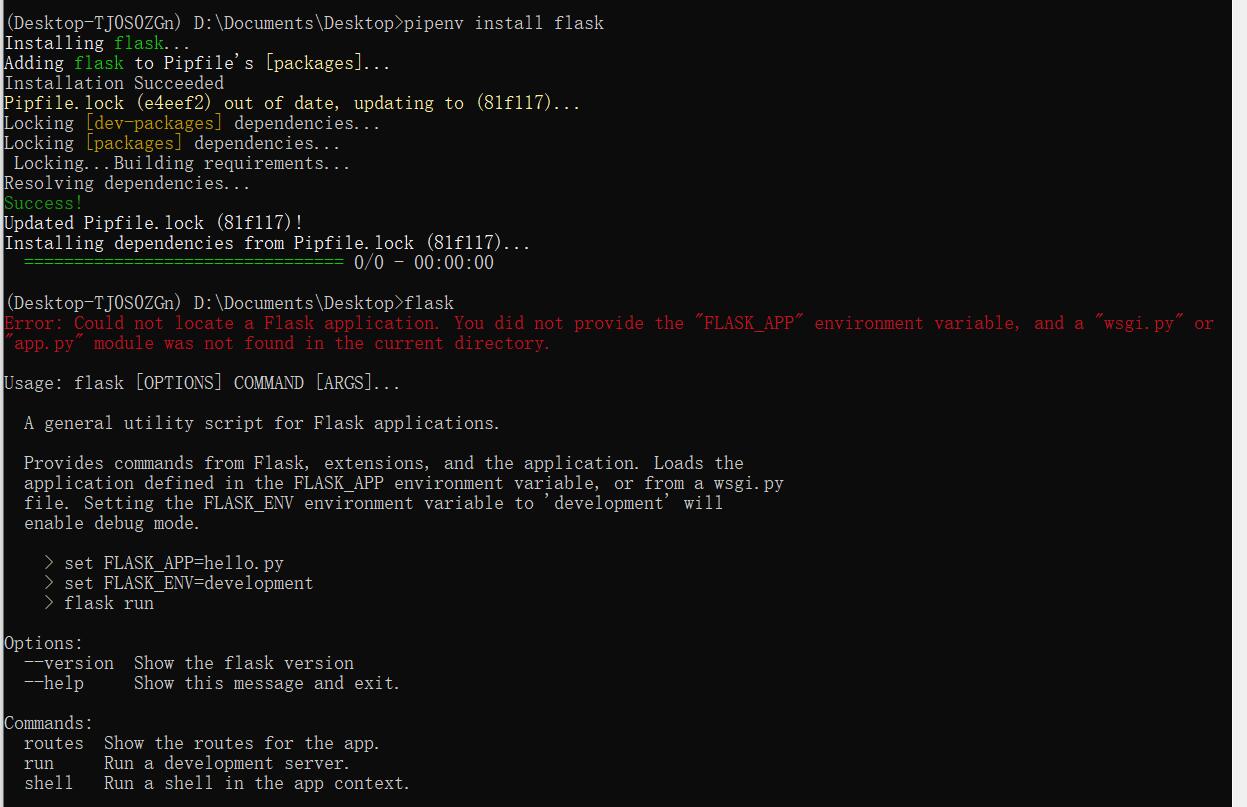 (Desktop-TJ0SOZGn) D:\Documents\Desktop>pipenv install flask
Installing flask...
Adding flask to Pipfile's [packages]...
Installation Succeeded
Pipfile.lock (e4eef2) out of date, updating to (81f117)...
Locking [dev-packages] dependencies...
Locking [packages] dependencies...
Locking...Building requirements...
Resolving dependencies...
Success!
Updated Pipfile.lock (81f117)!
Installing dependencies from Pipfile.lock (81f117)...
================================ 0/0 - 00:00:00
(Desktop-TJ0SOZGn) D:\Documents\Desktop>flask
Error: Could not locate a Flask application. You did not provide the "FLASK_APP" environment variable, and a "wsgi.py" or
"app.py" module was not found in the current directory.
Usage: flask [OPTIONS] COMMAND [ARGS]...
A general utility script for Flask applications.
Provides commands from Flask, extensions, and the application. Loads the
application defined in the FLASK_APP environment variable, or from a wsgi.py
file. Setting the FLASK_ENV environment variable to 'development' will
enable debug mode.
> set FLASK_APP=hello.py
> set FLASK_ENV=development
> flask run
Options:
--version  Show the flask version
--help     Show this message and exit.
Commands:
routes  Show the routes for the app.
run     Run a development server.
shell   Run a shell in the app context.